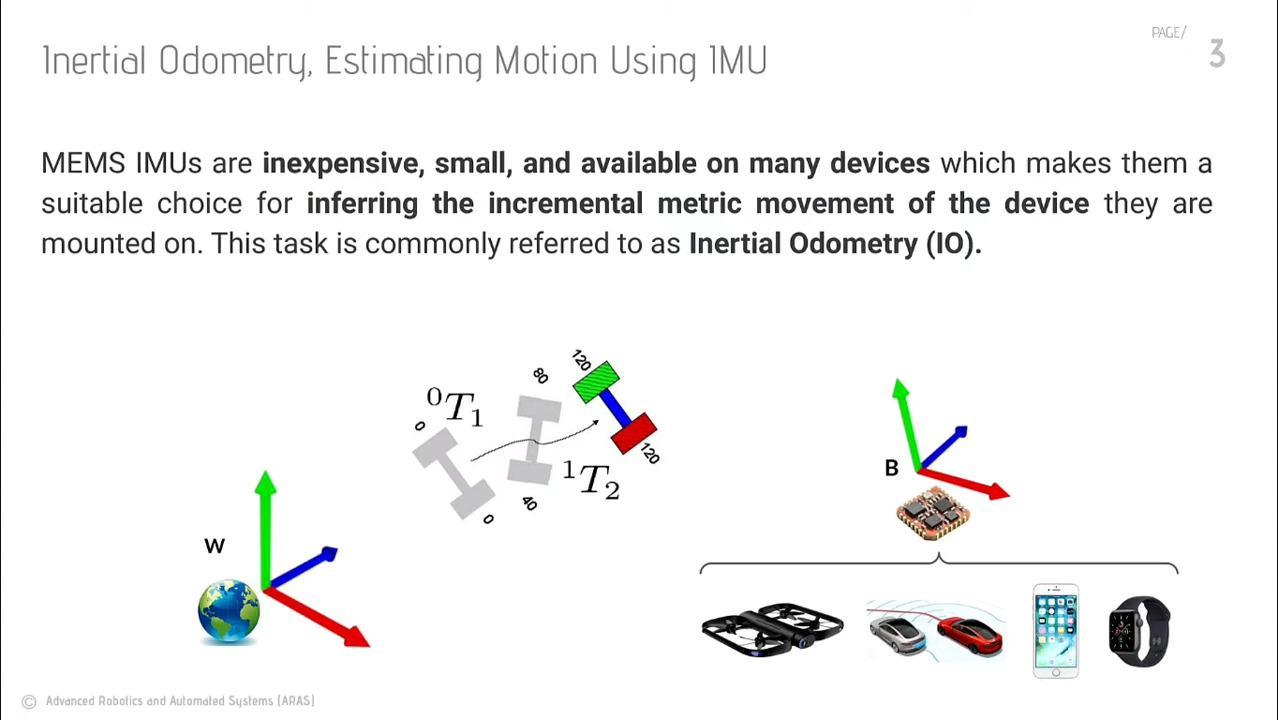 PAGE/
3
Inertial Odometry, Estimating Motion Using IMU
MEMS IMUs are inexpensive, small, and available on many devices which makes them a
suitable choice for inferring the incremental metric movement of the device they are
mounted on. This task is commonly referred to as Inertial Odometry (IO).
120
80
⁰T₁
0
120
¹T₂
40
0
B
W
© Advanced Robotics and Automated Systems (ARAS)